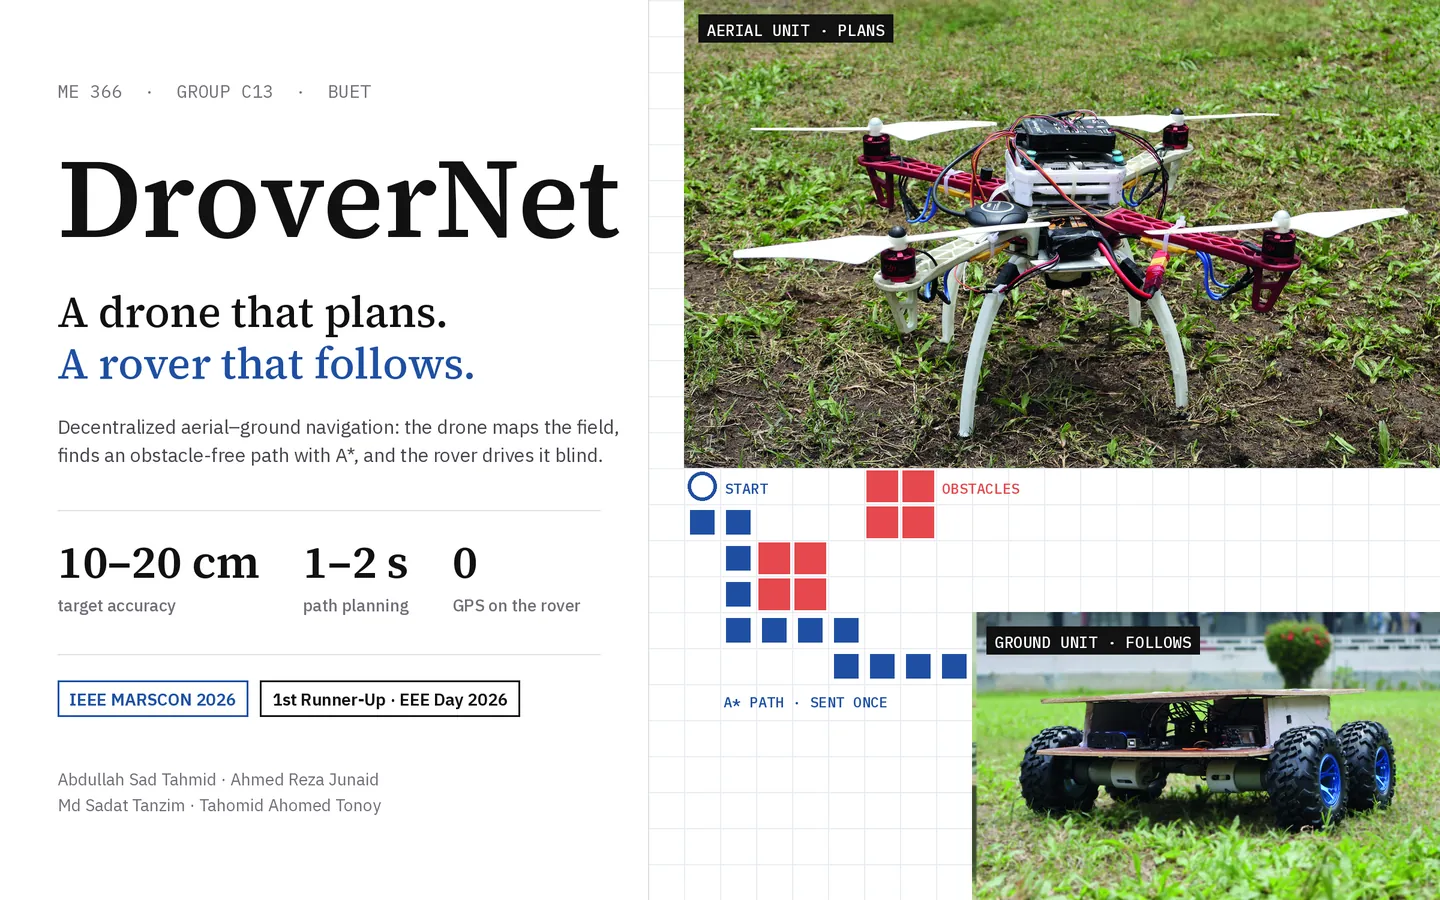 ME 366 · GROUP C13 · BUET
DroverNet
A drone that plans.
A rover that follows.
Decentralized aerial–ground navigation: the drone maps the field,
finds an obstacle-free path with A*, and the rover drives it blind.
10–20 cm
target accuracy
1–2 s
path planning
0
GPS on the rover
IEEE MARSCON 2026
1st Runner-Up · EEE Day 2026
Abdullah Sad Tahmid · Ahmed Reza Junaid
Md Sadat Tanzim · Tahomid Ahomed Tonoy
AERIAL UNIT · PLANS
START
OBSTACLES
A* PATH · SENT ONCE
GROUND UNIT · FOLLOWS